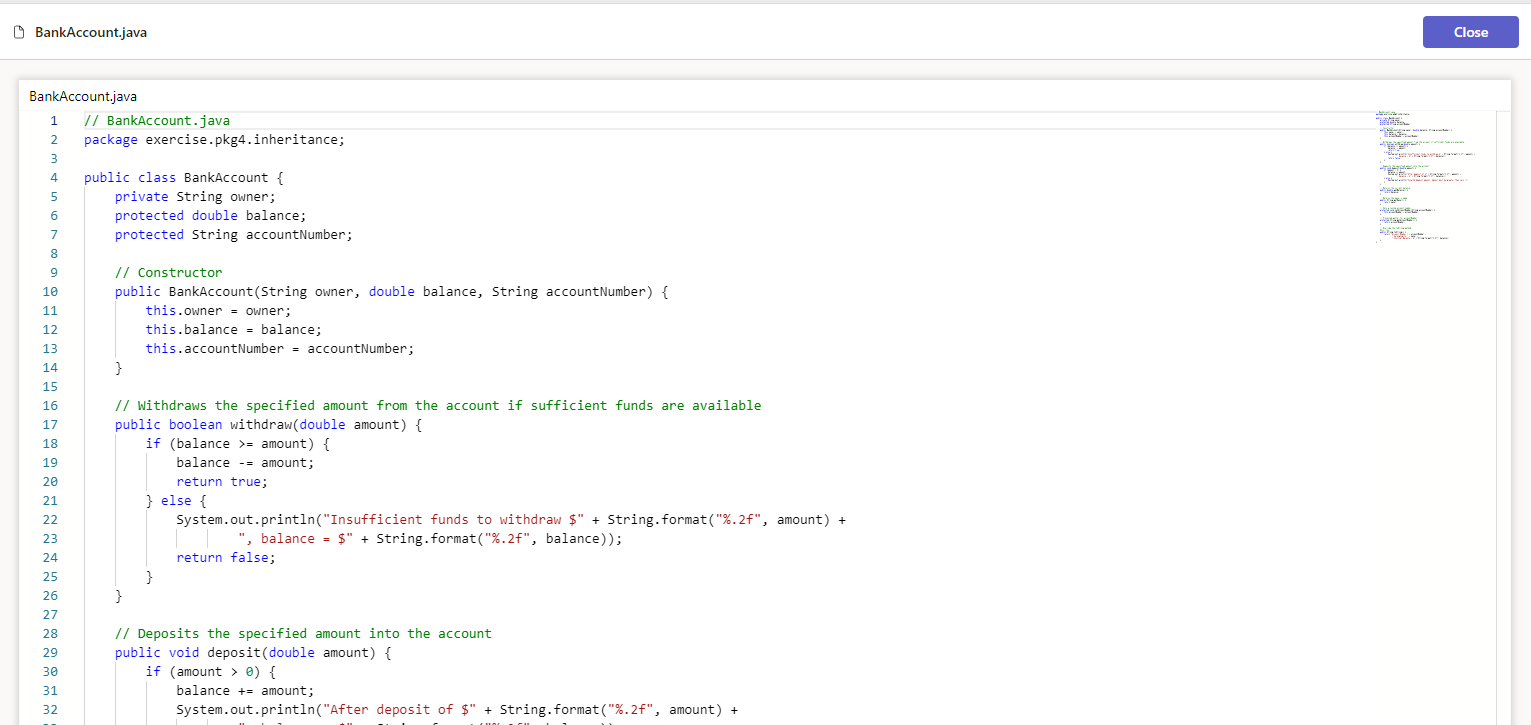 BankAccount.java
Close
BankAccount.java
1 // BankAccount.java
2 package exercise.pkg4.inheritance;
3
4 public class BankAccount {
5 private String owner;
6 protected double balance;
7 protected String accountNumber;
8
9 // Constructor
10 public BankAccount(String owner, double balance, String accountNumber) {
11 this.owner = owner;
12 this.balance = balance;
13 this.accountNumber = accountNumber;
14 }
15
16 // Withdraws the specified amount from the account if sufficient funds are available
17 public boolean withdraw(double amount) {
18 if (balance >= amount) {
19 balance -= amount;
20 return true;
21 } else {
22 System.out.println("Insufficient funds to withdraw $" + String.format("%.2f", amount) +
23 ", balance = $" + String.format("%.2f", balance));
24 return false;
25 }
26 }
27
28 // Deposits the specified amount into the account
29 public void deposit(double amount) {
30 if (amount > 0) {
31 balance += amount;
32 System.out.println("After deposit of $" + String.format("%.2f", amount) +